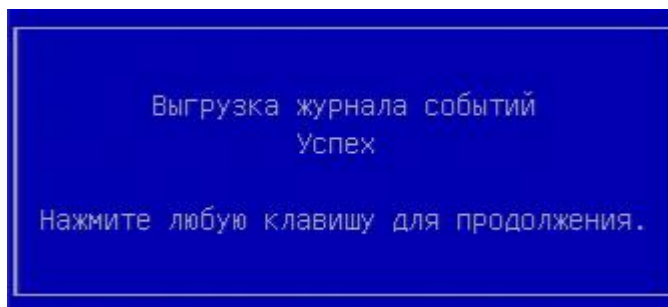 Выгрузка журнала событий
Успех
Нажмите любую клавишу для продолжения.